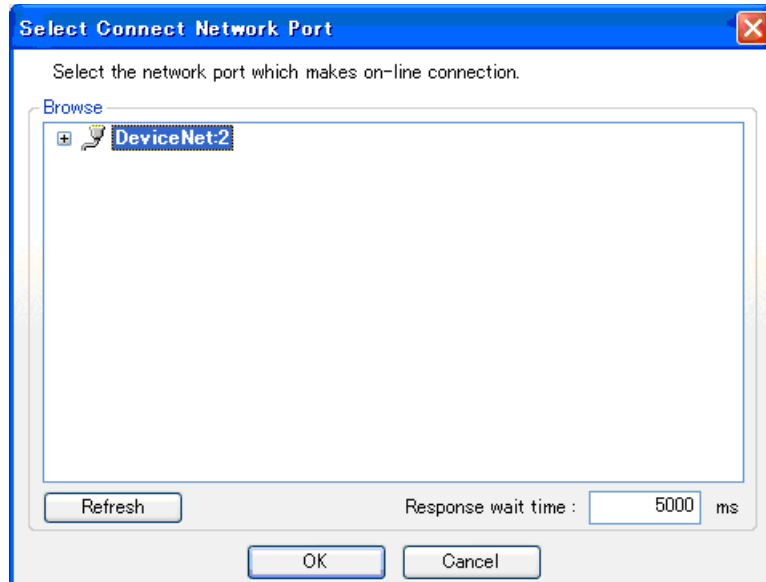 Select Connect Network Port
Select the network port which makes on-line connection.
Browse
DeviceNet:2
Refresh
Response wait time : 5000 ms
OK Cancel